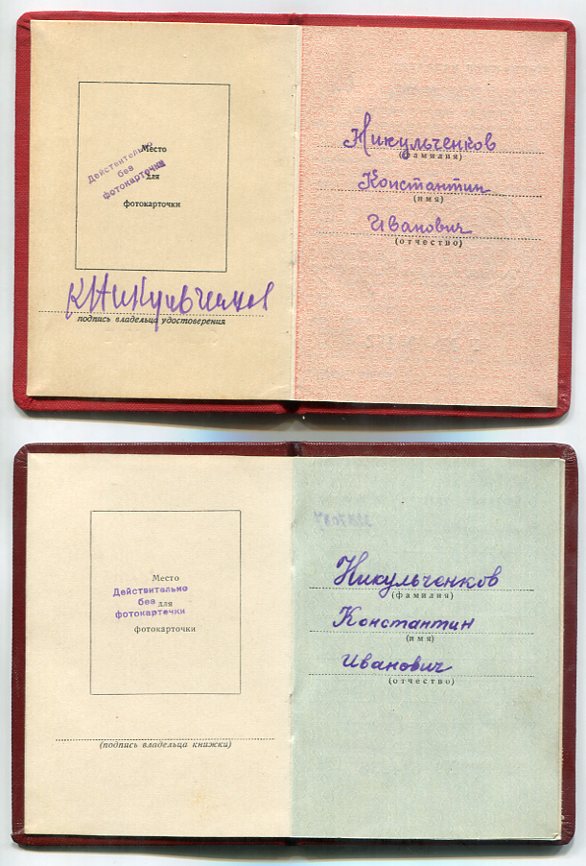 Место
для
фотокарточки
Действительно
без
фотокарточки
КНикульченков
подпись владельца удостоверения
Никульченков
(фамилия)
Константин
(имя)
Иванович
(отчество)
Место
для
фотокарточки
Действительно
без
фотокарточки
(подпись владельца книжки)
Никульченков
(фамилия)
Константин
(имя)
Иванович
(отчество)